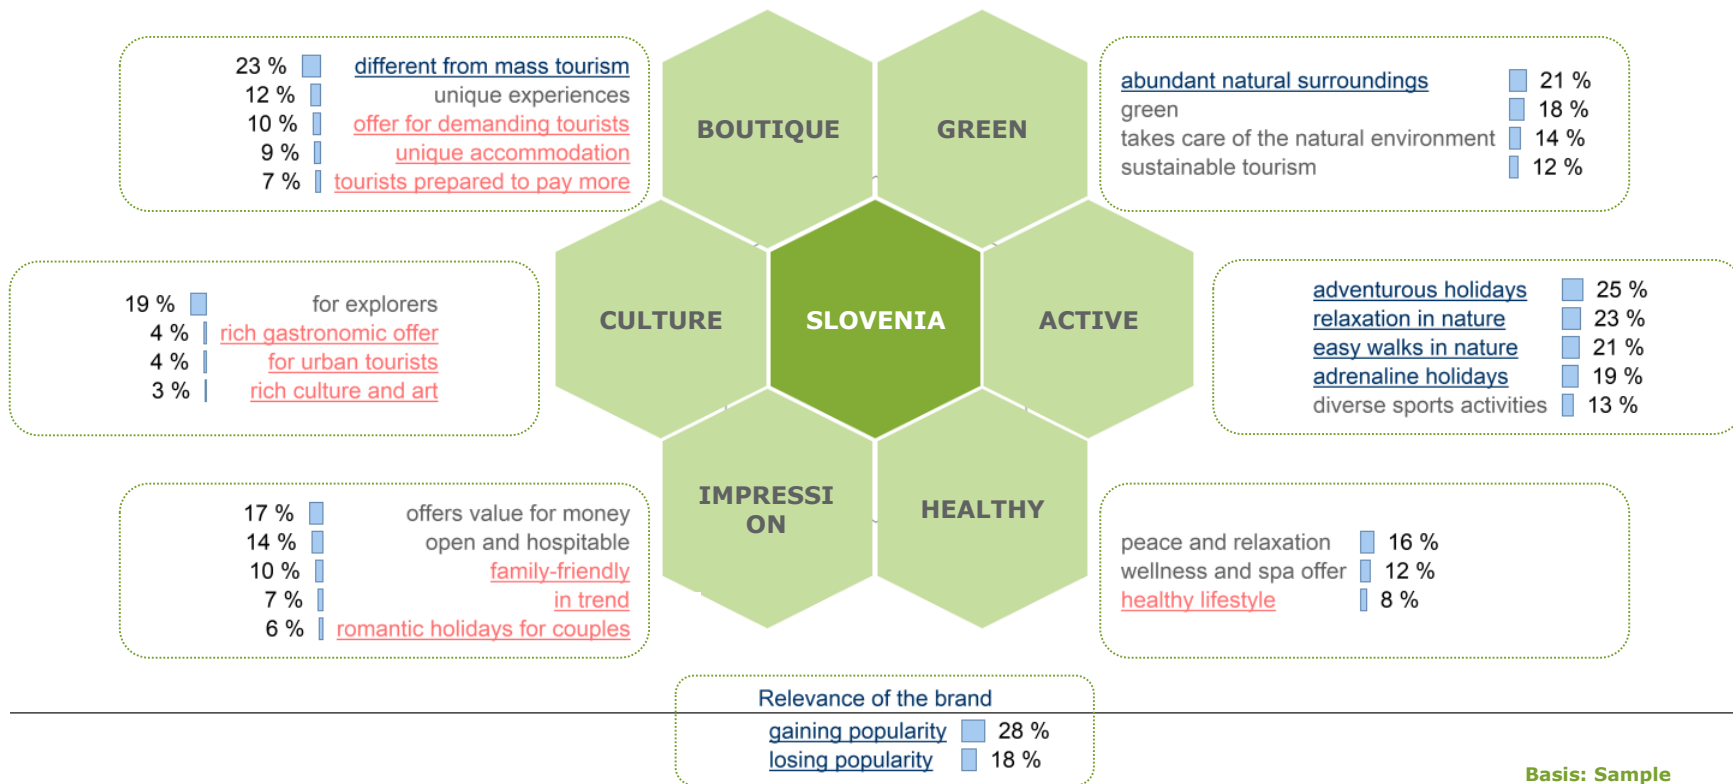 BOUTIQUE
23 % different from mass tourism
12 % unique experiences
10 % offer for demanding tourists
9 % unique accommodation
7 % tourists prepared to pay more
GREEN
abundant natural surroundings 21 %
green 18 %
takes care of the natural environment 14 %
sustainable tourism 12 %
CULTURE
19 % for explorers
4 % rich gastronomic offer
4 % for urban tourists
3 % rich culture and art
SLOVENIA
ACTIVE
adventurous holidays 25 %
relaxation in nature 23 %
easy walks in nature 21 %
adrenaline holidays 19 %
diverse sports activities 13 %
IMPRESSI
ON
17 % offers value for money
14 % open and hospitable
10 % family-friendly
7 % in trend
6 % romantic holidays for couples
HEALTHY
peace and relaxation 16 %
wellness and spa offer 12 %
healthy lifestyle 8 %
Relevance of the brand
gaining popularity 28 %
losing popularity 18 %
Basis: Sample